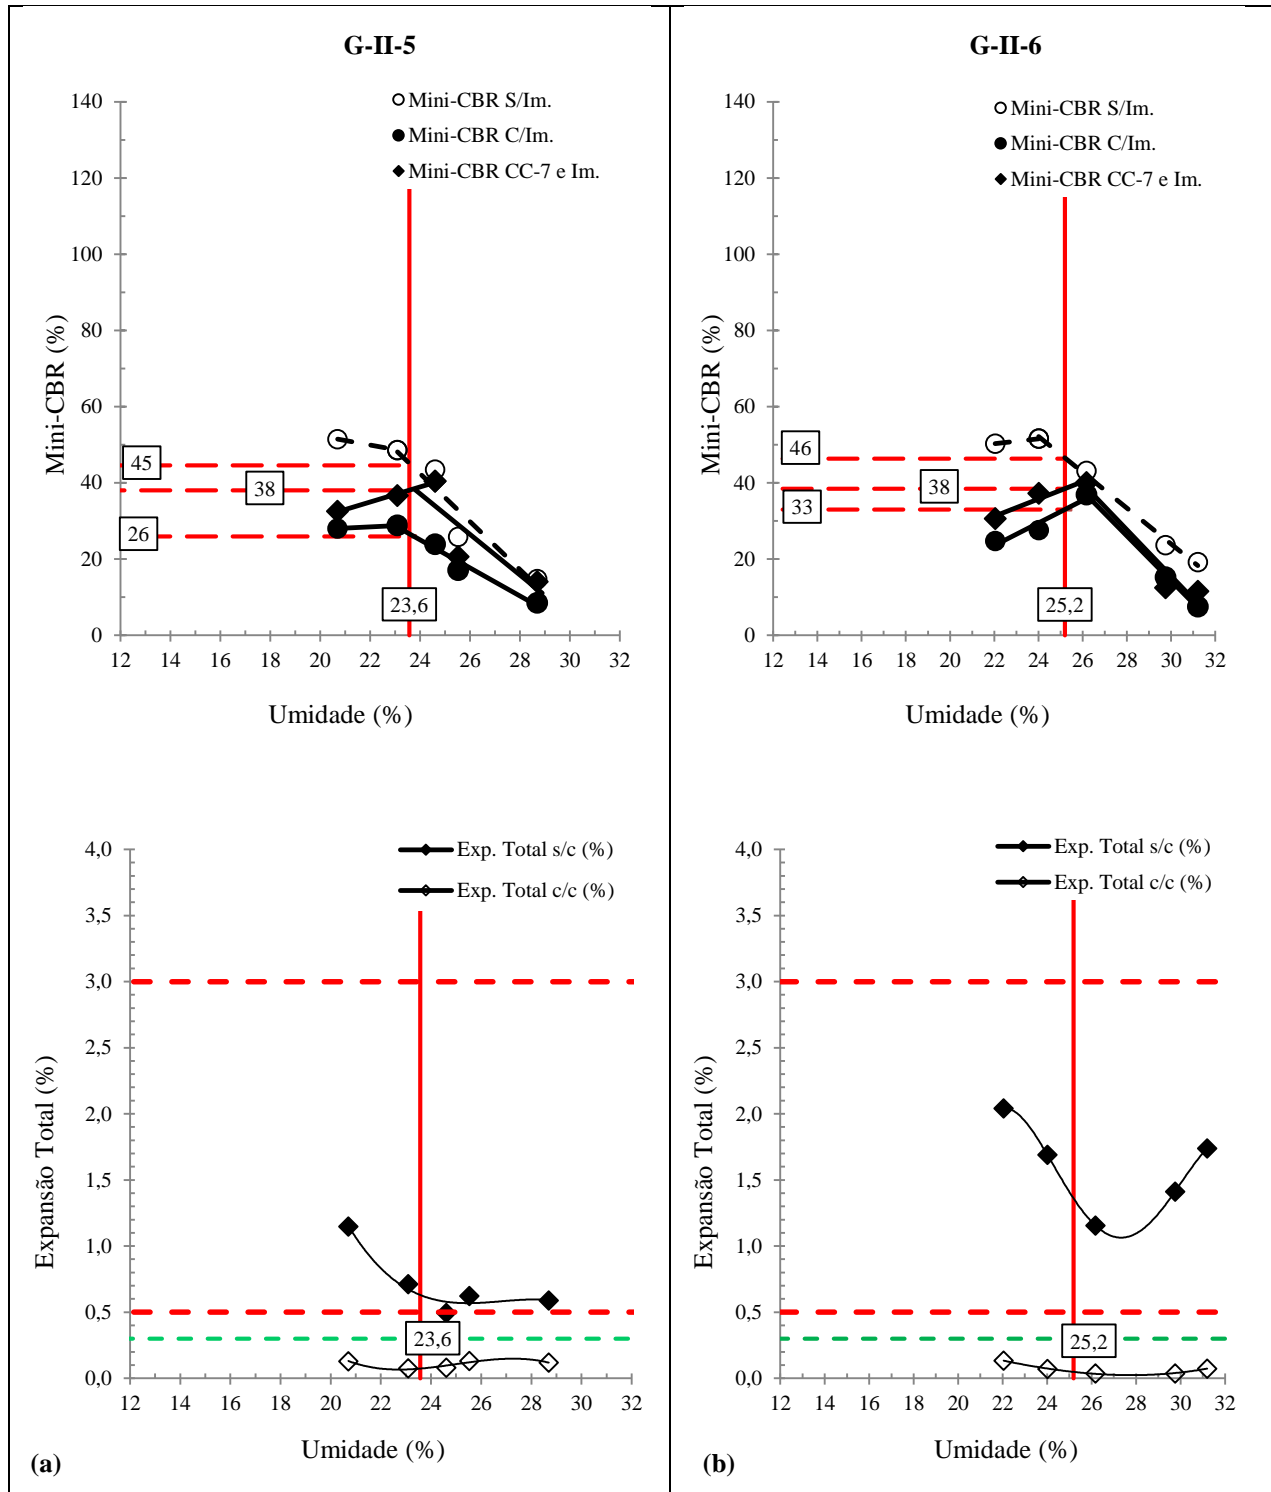 G-II-5
Mini-CBR S/Im.
Mini-CBR C/Im.
Mini-CBR CC-7 e Im.
140
120
100
80
60
40
20
0
Mini-CBR (%)
45
38
26
23,6
12 14 16 18 20 22 24 26 28 30 32
Umidade (%)
Exp. Total s/c (%)
Exp. Total c/c (%)
4,0
3,5
3,0
2,5
2,0
1,5
1,0
0,5
0,0
Expansão Total (%)
23,6
12 14 16 18 20 22 24 26 28 30 32
Umidade (%)
(a)
G-II-6
Mini-CBR S/Im.
Mini-CBR C/Im.
Mini-CBR CC-7 e Im.
140
120
100
80
60
40
20
0
Mini-CBR (%)
46
38
33
25,2
12 14 16 18 20 22 24 26 28 30 32
Umidade (%)
Exp. Total s/c (%)
Exp. Total c/c (%)
4,0
3,5
3,0
2,5
2,0
1,5
1,0
0,5
0,0
Expansão Total (%)
25,2
12 14 16 18 20 22 24 26 28 30 32
Umidade (%)
(b)